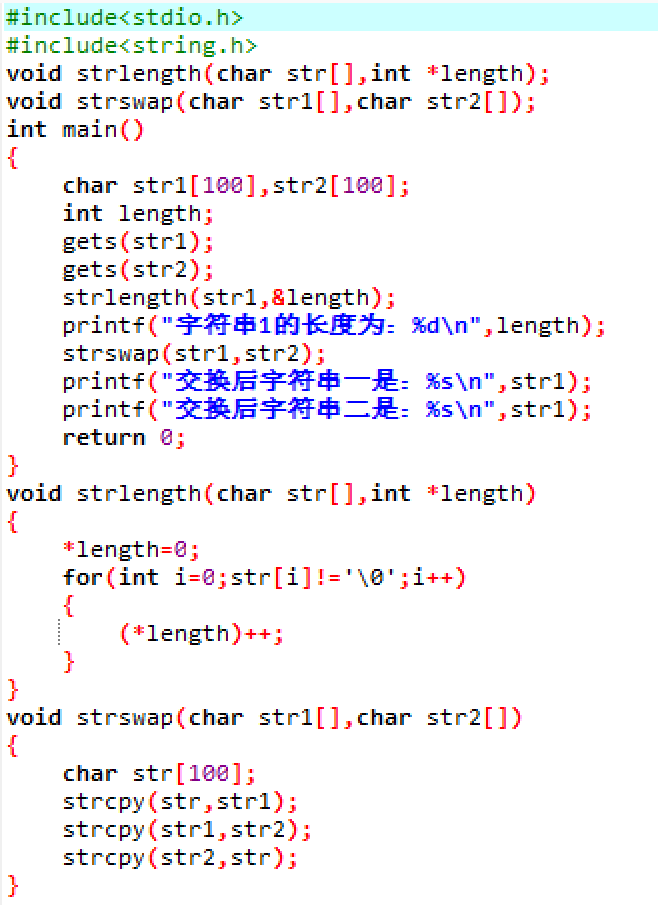 #include<stdio.h>
#include<string.h>
void strlength(char str[],int *length);
void strswap(char str1[],char str2[]);
int main()
{
    char str1[100],str2[100];
    int length;
    gets(str1);
    gets(str2);
    strlength(str1,&length);
    printf("字符串1的长度为：%d\n",length);
    strswap(str1,str2);
    printf("交换后字符串一是：%s\n",str1);
    printf("交换后字符串二是：%s\n",str1);
    return 0;
}
void strlength(char str[],int *length)
{
    *length=0;
    for(int i=0;str[i]!='\0';i++)
    {
        (*length)++;
    }
}
void strswap(char str1[],char str2[])
{
    char str[100];
    strcpy(str,str1);
    strcpy(str1,str2);
    strcpy(str2,str);
}